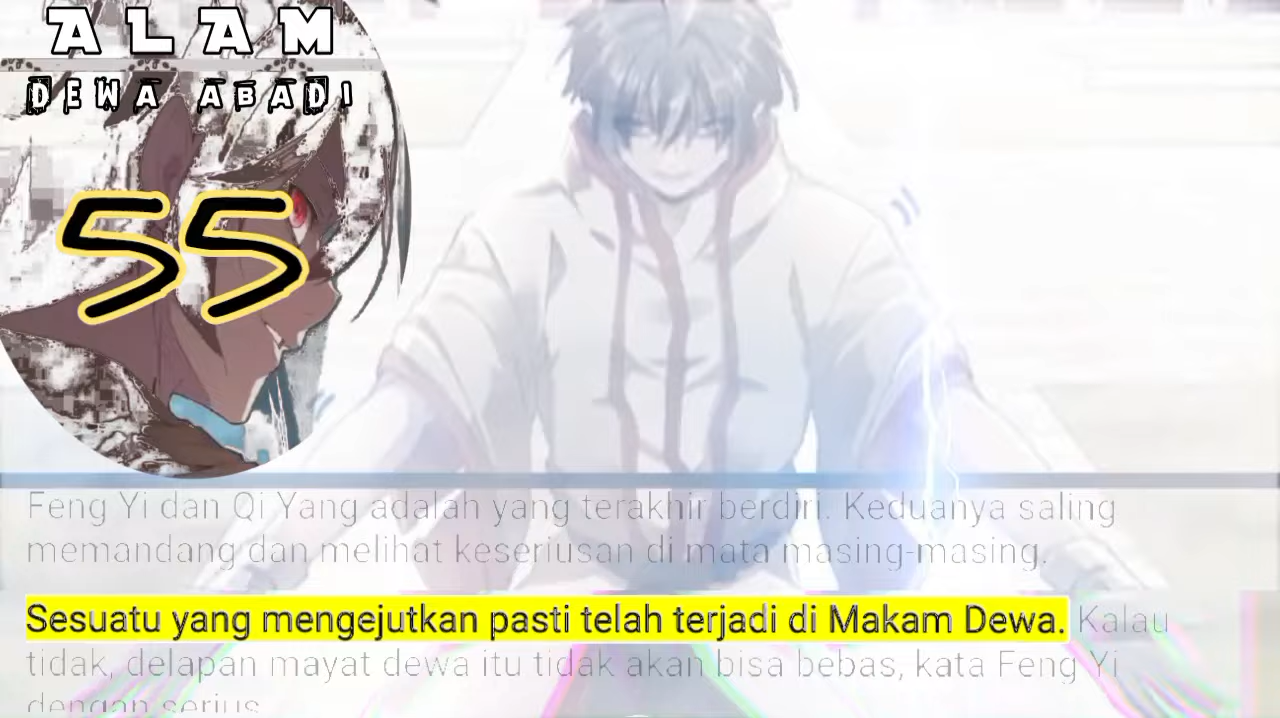 ALAM
DEWA ABADI
55
Feng Yi dan Qi Yang adalah yang terakhir berdiri. Keduanya saling
memandang dan melihat keseriusan di mata masing-masing.
Sesuatu yang mengejutkan pasti telah terjadi di Makam Dewa. Kalau
tidak, delapan mayat dewa itu tidak akan bisa bebas, kata Feng Yi
dengan serius